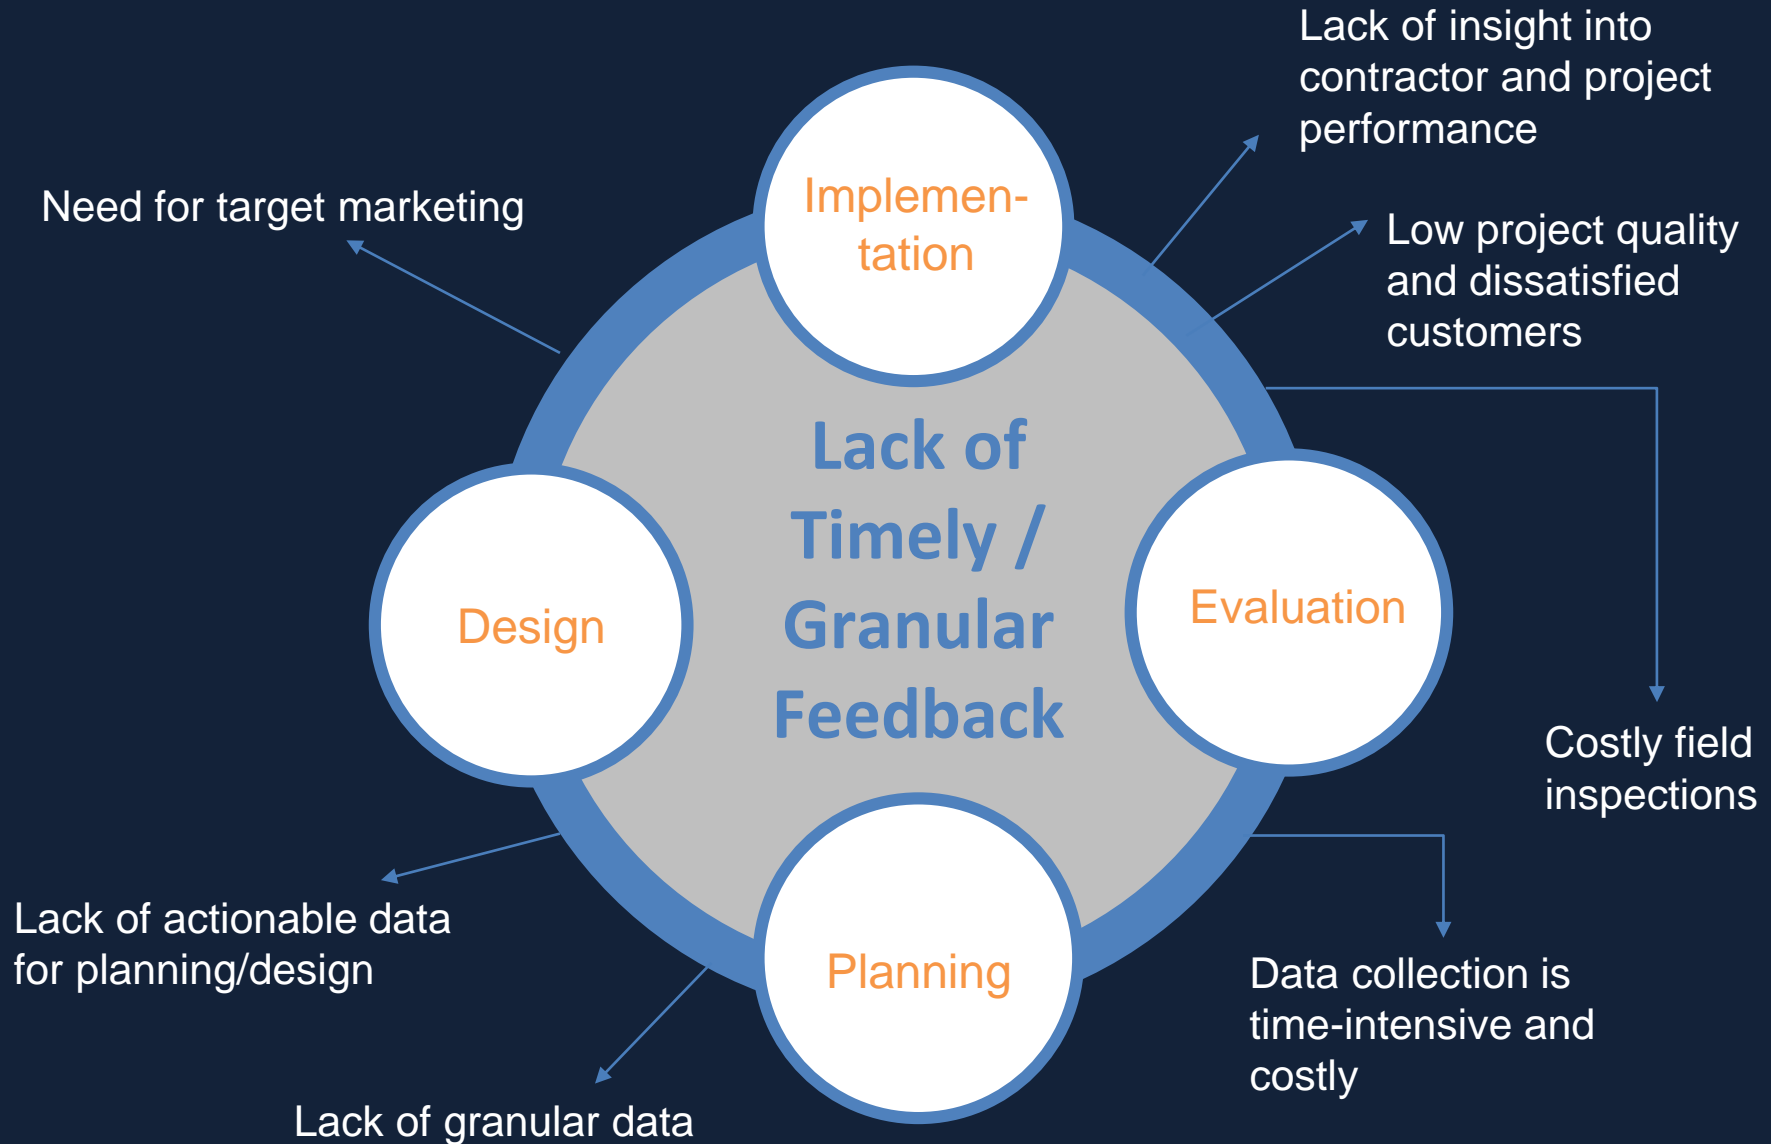 Lack of insight into
contractor and project
performance
Implemen-
tation
Need for target marketing
Low project quality
and dissatisfied
customers
Lack of
Timely /
Granular
Feedback
Design
Evaluation
Costly field
inspections
Lack of actionable data
for planning/design
Planning
Data collection is
time-intensive and
costly
Lack of granular data